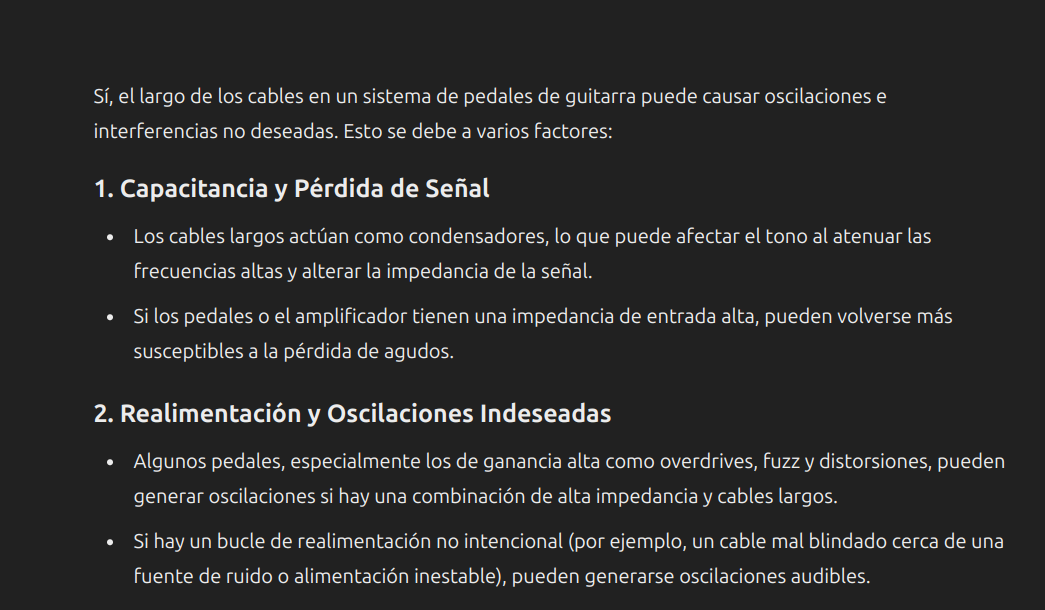 Sí, el largo de los cables en un sistema de pedales de guitarra puede causar oscilaciones e
interferencias no deseadas. Esto se debe a varios factores:
1. Capacitancia y Pérdida de Señal
• Los cables largos actúan como condensadores, lo que puede afectar el tono al atenuar las
frecuencias altas y alterar la impedancia de la señal.
• Si los pedales o el amplificador tienen una impedancia de entrada alta, pueden volverse más
susceptibles a la pérdida de agudos.
2. Realimentación y Oscilaciones Indeseadas
• Algunos pedales, especialmente los de ganancia alta como overdrives, fuzz y distorsiones, pueden
generar oscilaciones si hay una combinación de alta impedancia y cables largos.
• Si hay un bucle de realimentación no intencional (por ejemplo, un cable mal blindado cerca de una
fuente de ruido o alimentación inestable), pueden generarse oscilaciones audibles.